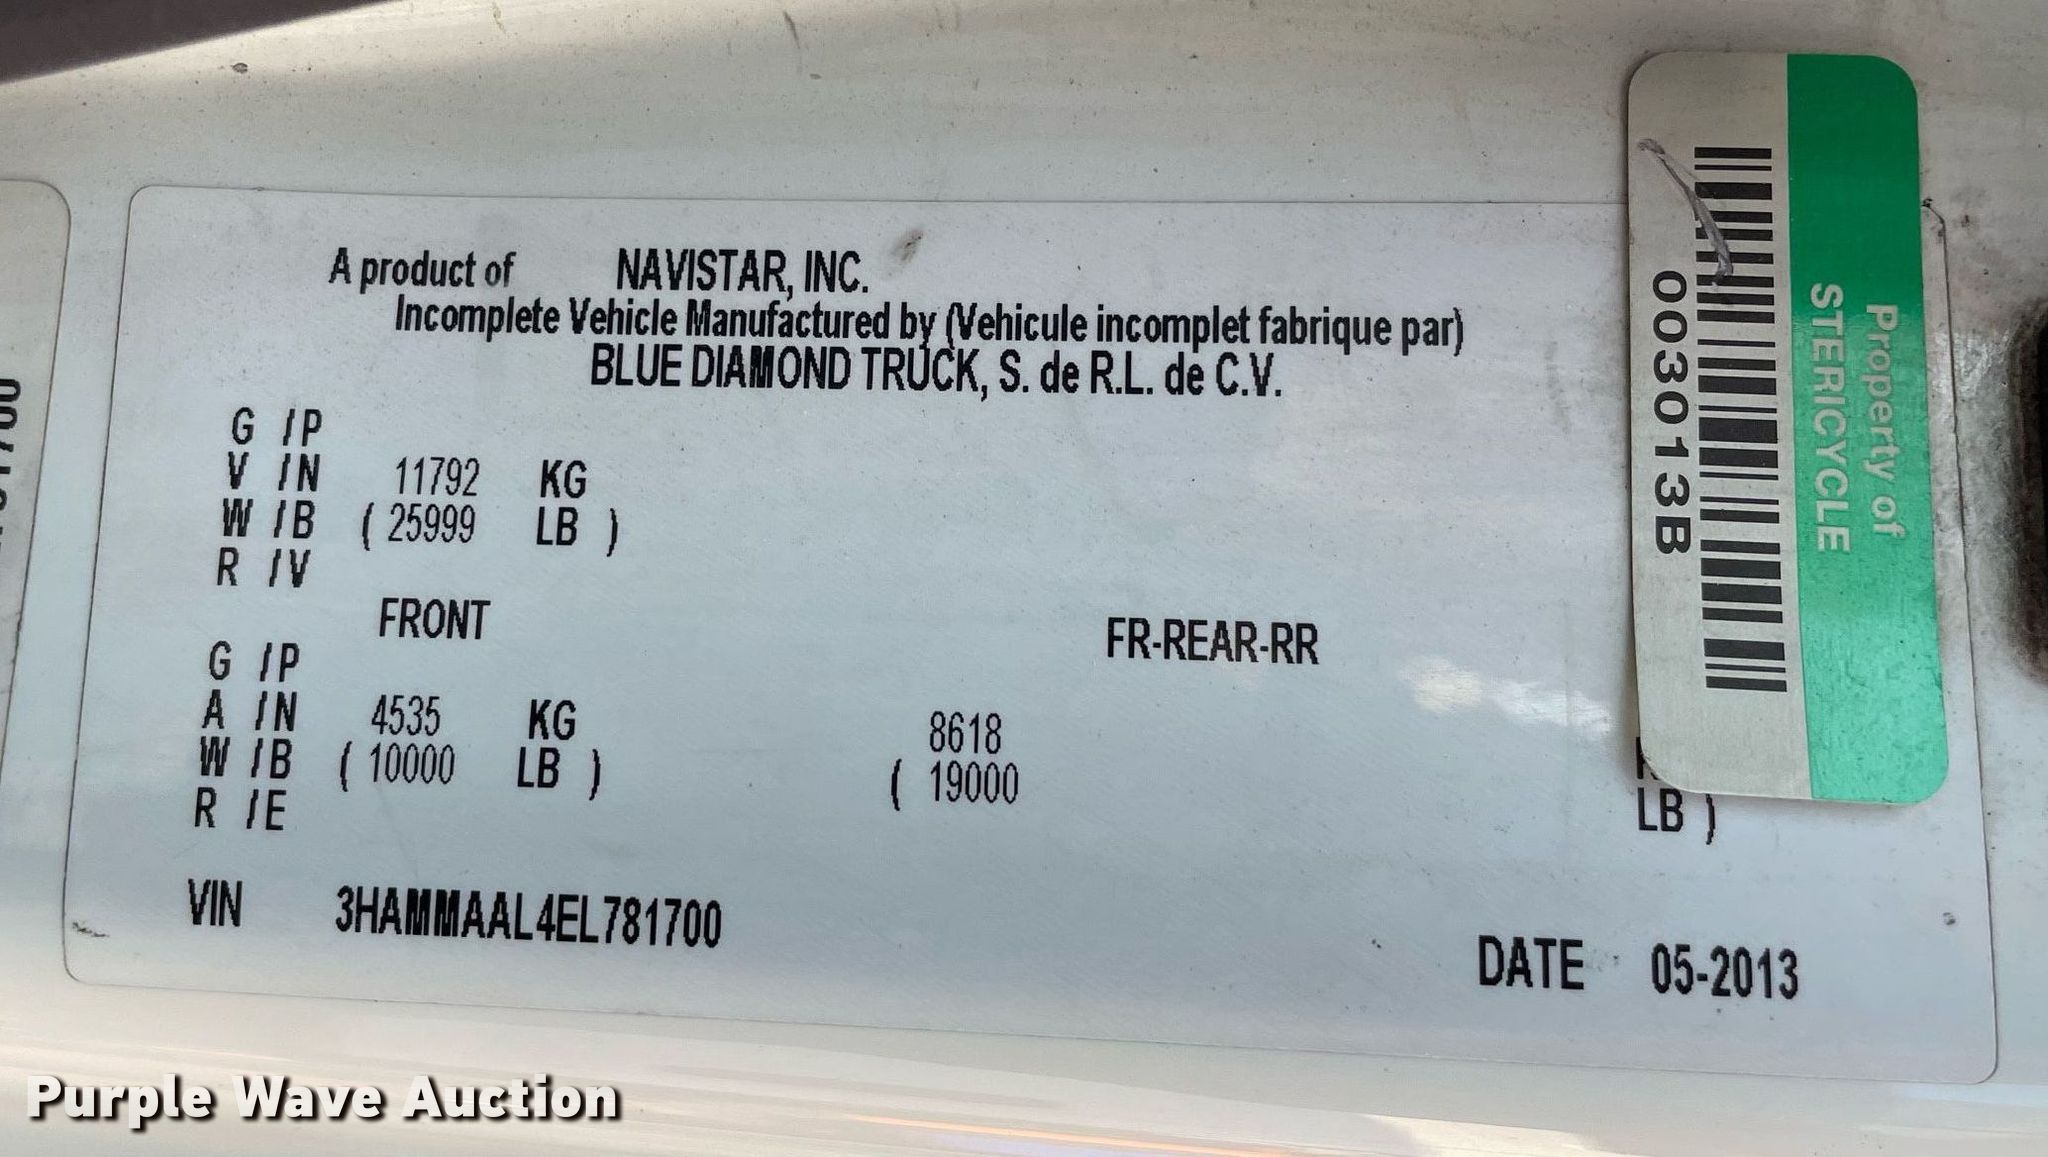 A product of NAVISTAR, INC.
Incomplete Vehicle Manufactured by (Vehicule incomplet fabrique par)
BLUE DIAMOND TRUCK, S. de R.L. de C.V.
G /P
V /N 11792 KG
W /B ( 25999 LB )
R /V
FRONT FR-REAR-RR
G /P
A /N 4535 KG 8618
W /B ( 10000 LB ) ( 19000 LB )
R /E
VIN 3HAMMAAL4EL781700
DATE 05-2013
Property of
STERICYCLE
003013B
Purple Wave Auction